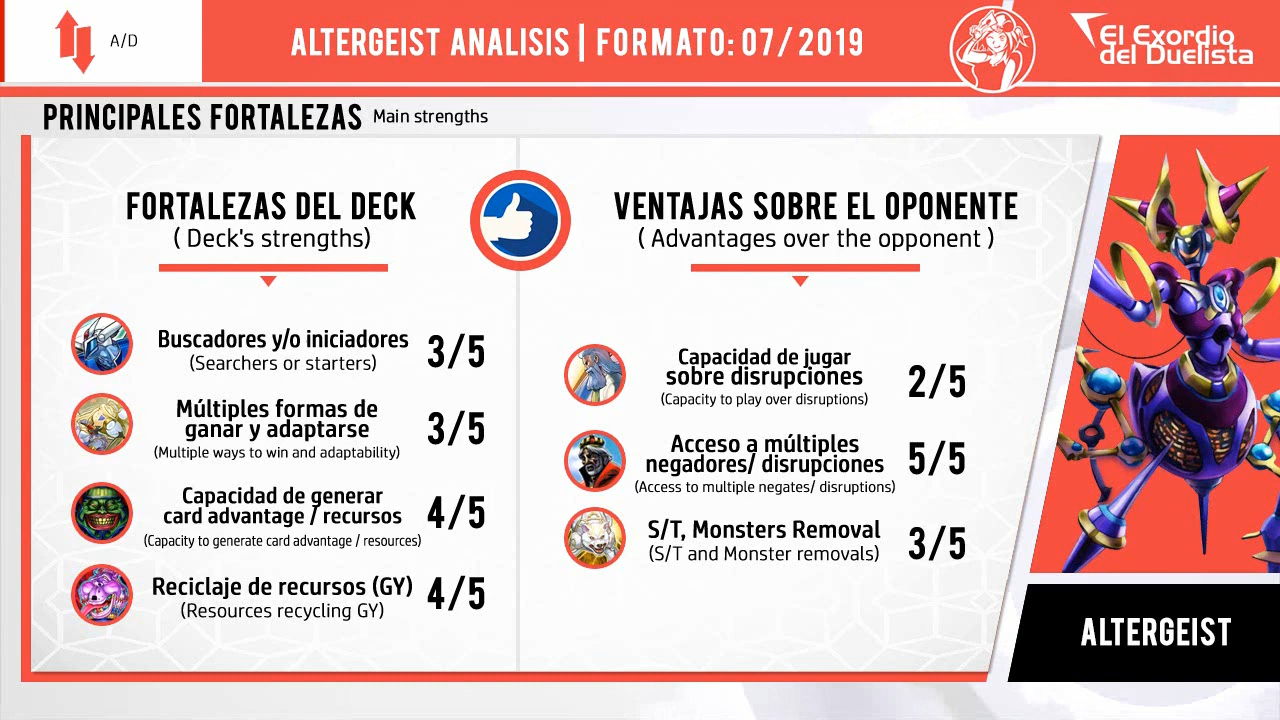 A/D
ALTERGEIST ANALISIS | FORMATO: 07/2019
El Exordio
del Duelista
PRINCIPALES FORTALEZAS Main strengths
FORTALEZAS DEL DECK
( Deck's strengths)
Buscadores y/o iniciadores
(Searchers or starters)
3/5
Múltiples formas de
ganar y adaptarse
(Multiple ways to win and adaptability)
3/5
Capacidad de generar
card advantage / recursos
(Capacity to generate card advantage / resources)
4/5
Reciclaje de recursos (GY)
(Resources recycling GY)
4/5
VENTAJAS SOBRE EL OPONENTE
( Advantages over the opponent )
Capacidad de jugar
sobre disrupciones
(Capacity to play over disruptions)
2/5
Acceso a múltiples
negadores/ disrupciones
(Access to multiple negates/ disruptions)
5/5
S/T, Monsters Removal
(S/T and Monster removals)
3/5
ALTERGEIST